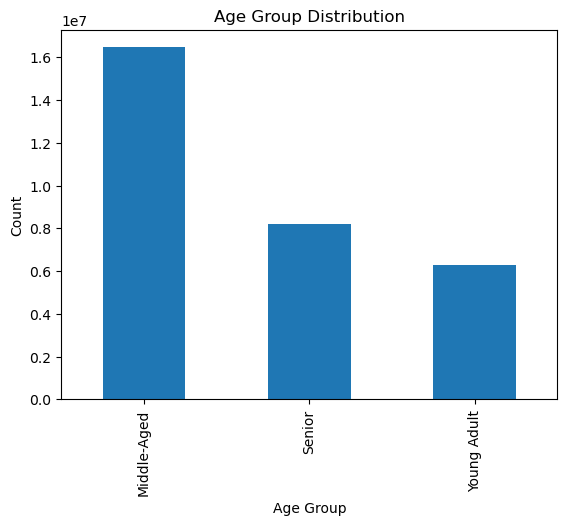 Age Group Distribution
1e7
1.6
1.4
1.2
1.0
0.8
0.6
0.4
0.2
0.0
Count
Middle-Aged
Senior
Young Adult
Age Group